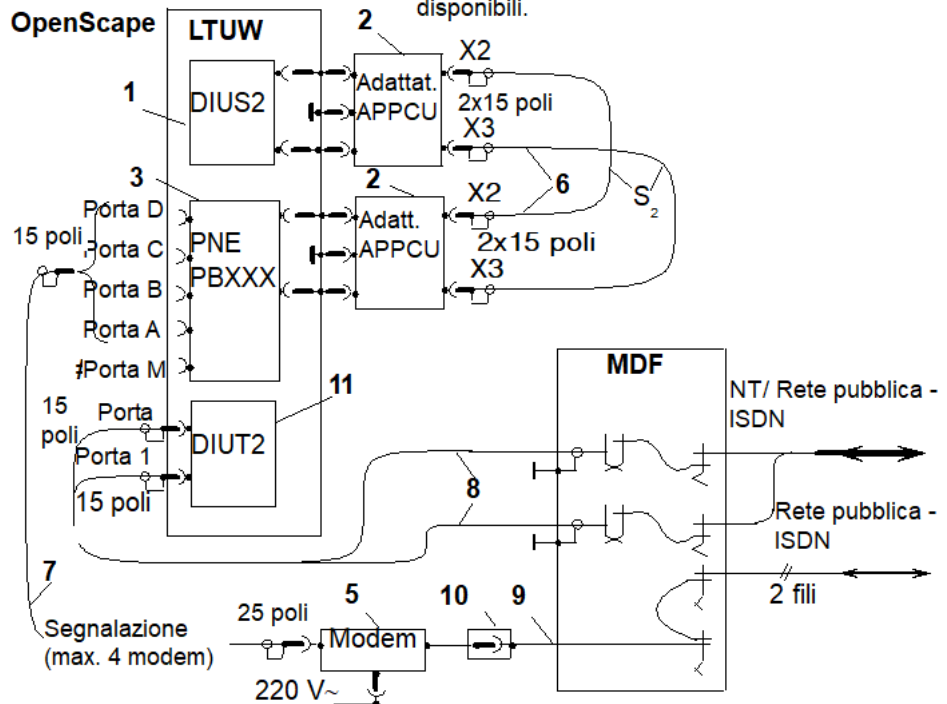 disponibili.
OpenScape
LTUW
2
X2
Adattat.
APPCU
DIUS2
1
2x15 poli
X3
3
2
6
S2
Porta D
X2
Adatt.
APPCU
15 poli
PNE
PBXXX
Porta C
2x15 poli
X3
Porta B
Porta A
Porta M
MDF
11
NT/ Rete pubblica -
ISDN
15
poli
Porta
DIUT2
Porta 1
15 poli
8
Rete pubblica -
ISDN
7
5
10
9
2 fili
25 poli
Segnalazione
(max. 4 modem)
Modem
220 V~